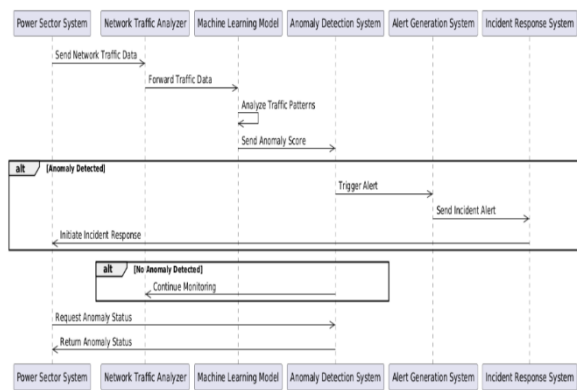 Power Sector System Network Traffic Analyzer Machine Learning Model Anomaly Detection System Alert Generation System Incident Response System
Send Network Traffic Data
Forward Traffic Data
Analyze Traffic Patterns
Send Anomaly Score
alt [Anomaly Detected]
Trigger Alert
Send Incident Alert
Initiate Incident Response
alt [No Anomaly Detected]
Continue Monitoring
Request Anomaly Status
Return Anomaly Status
Power Sector System Network Traffic Analyzer Machine Learning Model Anomaly Detection System Alert Generation System Incident Response System